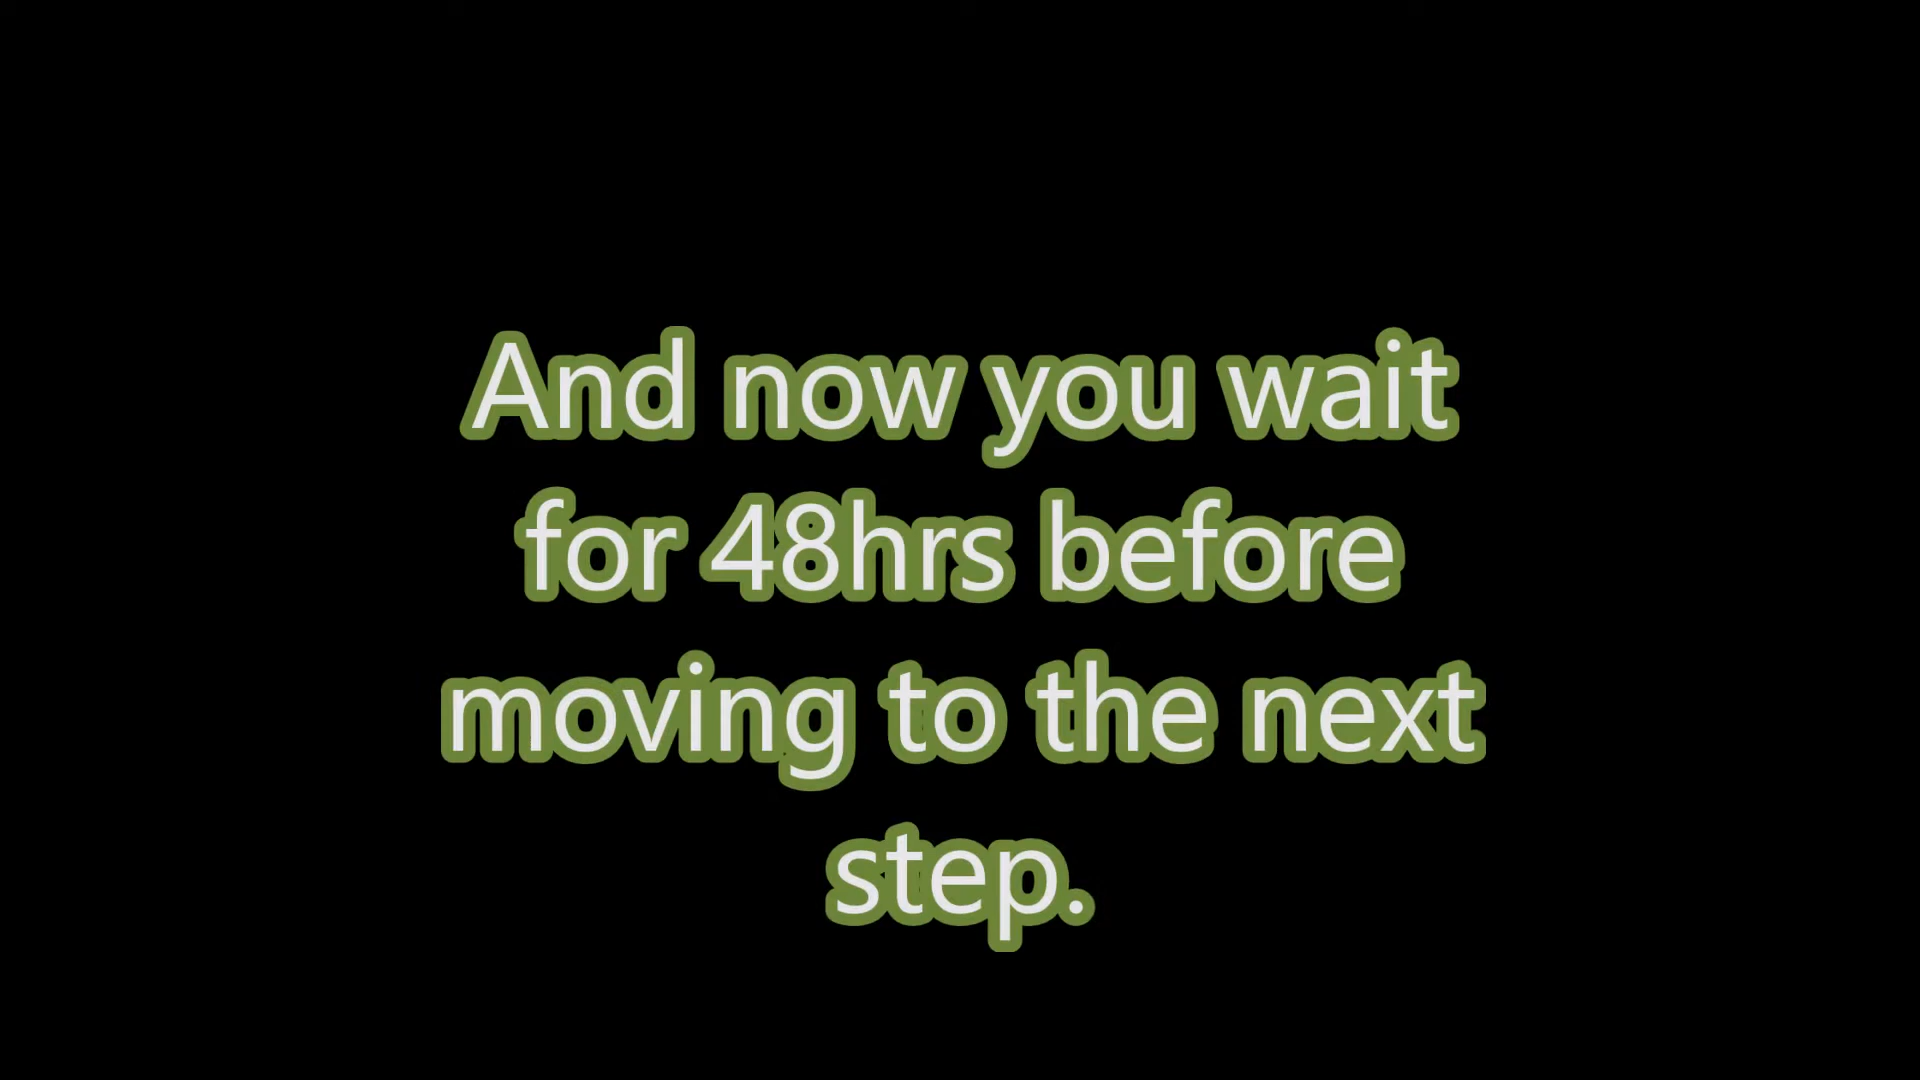 And now you wait
for 48hrs before
moving to the next
step.